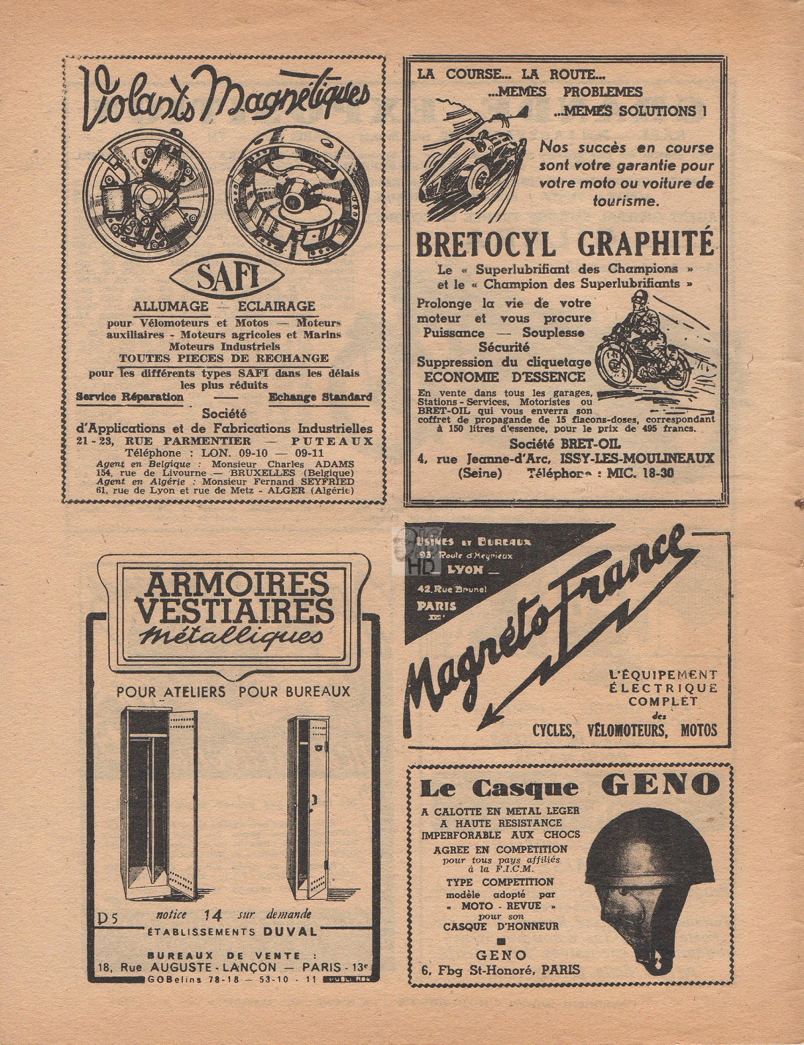 Volants Magnétiques
SAFI
ALLUMAGE — ECLAIRAGE
pour Vélomoteurs et Motos — Moteurs
auxiliaires - Moteurs agricoles et Marins
Moteurs Industriels
TOUTES PIECES DE RECHANGE
pour les différents types SAFI dans les délais
les plus réduits
Service Réparation — Echange Standard
Société
d'Applications et de Fabrications Industrielles
21-23, RUE PARMENTIER — PUTEAUX
Téléphone : LON. 09-10 — 09-11
Agent en Belgique : Monsieur Charles ADAMS
154, rue de Livourne — BRUXELLES (Belgique)
Agent en Algérie : Monsieur Fernand SEYFRIED
61, rue de Lyon et rue de Metz - ALGER (Algérie)
LA COURSE... LA ROUTE...
...MEMES PROBLEMES
...MEMES SOLUTIONS !
Nos succès en course
sont votre garantie pour
votre moto ou voiture de
tourisme.
BRETOCYL GRAPHITÉ
Le « Superlubrifiant des Champions »
et le « Champion des Superlubrifiants »
Prolonge la vie de votre
moteur et vous procure
Puissance — Souplesse
Sécurité
Suppression du cliquetage
ECONOMIE D'ESSENCE
En vente dans tous les garages,
Stations-Services, Motoristes ou
BRET-OIL qui vous enverra son
coffret de propagande de 15 flacons-doses, correspondant
à 150 litres d'essence, pour le prix de 495 francs.
Société BRET-OIL
4, rue Jeanne-d'Arc, ISSY-LES-MOULINEAUX
(Seine) Téléphone : MIC. 18-30
ARMOIRES
VESTIAIRES
métalliques
POUR ATELIERS POUR BUREAUX
D5
notice 14 sur demande
ÉTABLISSEMENTS DUVAL
BUREAUX DE VENTE :
18, Rue AUGUSTE-LANÇON — PARIS-13e
GOBelins 78-18 — 53-10 - 11
USINES ET BUREAUX
93, Route d'Heyrieux
— LYON —
42, Rue Brunel
PARIS
HD
Magnéto France
L'ÉQUIPEMENT
ÉLECTRIQUE
COMPLET
des
CYCLES, VÉLOMOTEURS, MOTOS
Le Casque GENO
A CALOTTE EN METAL LEGER
A HAUTE RESISTANCE
IMPERFORABLE AUX CHOCS
AGREE EN COMPETITION
pour tous pays affiliés
à la F.I.C.M.
TYPE COMPETITION
modèle adopté par
« MOTO - REVUE »
pour son
CASQUE D'HONNEUR
GENO
6, Fbg St-Honoré, PARIS